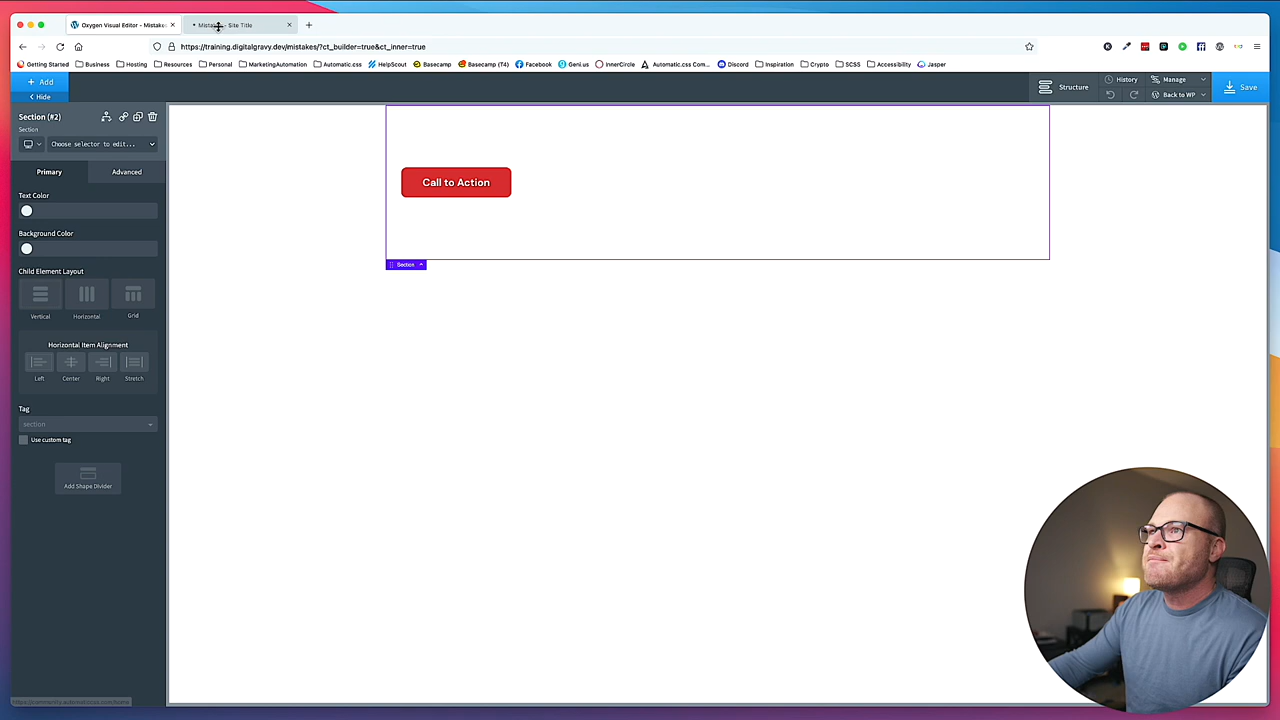 Oxygen Visual Editor - Mistake
Mista - Site Title
https://training.digitalgravy.dev/mistakes/?ct_builder=true&ct_inner=true
Getting Started Business Hosting Resources Personal MarketingAutomation Automatic.css HelpScout Basecamp Basecamp (T4) Facebook Geni.us InnerCircle Automatic.css Com... Discord Inspiration Crypto SCSS Accessibility Jasper
+ Add
Hide
Structure
History
Manage
Back to WP
Save
Section (#2)
Section
Choose selector to edit...
Primary
Advanced
Text Color
Background Color
Child Element Layout
Vertical Horizontal Grid
Horizontal Item Alignment
Left Center Right Stretch
Tag
section
Use custom tag
Add Shape Divider
Call to Action
Section